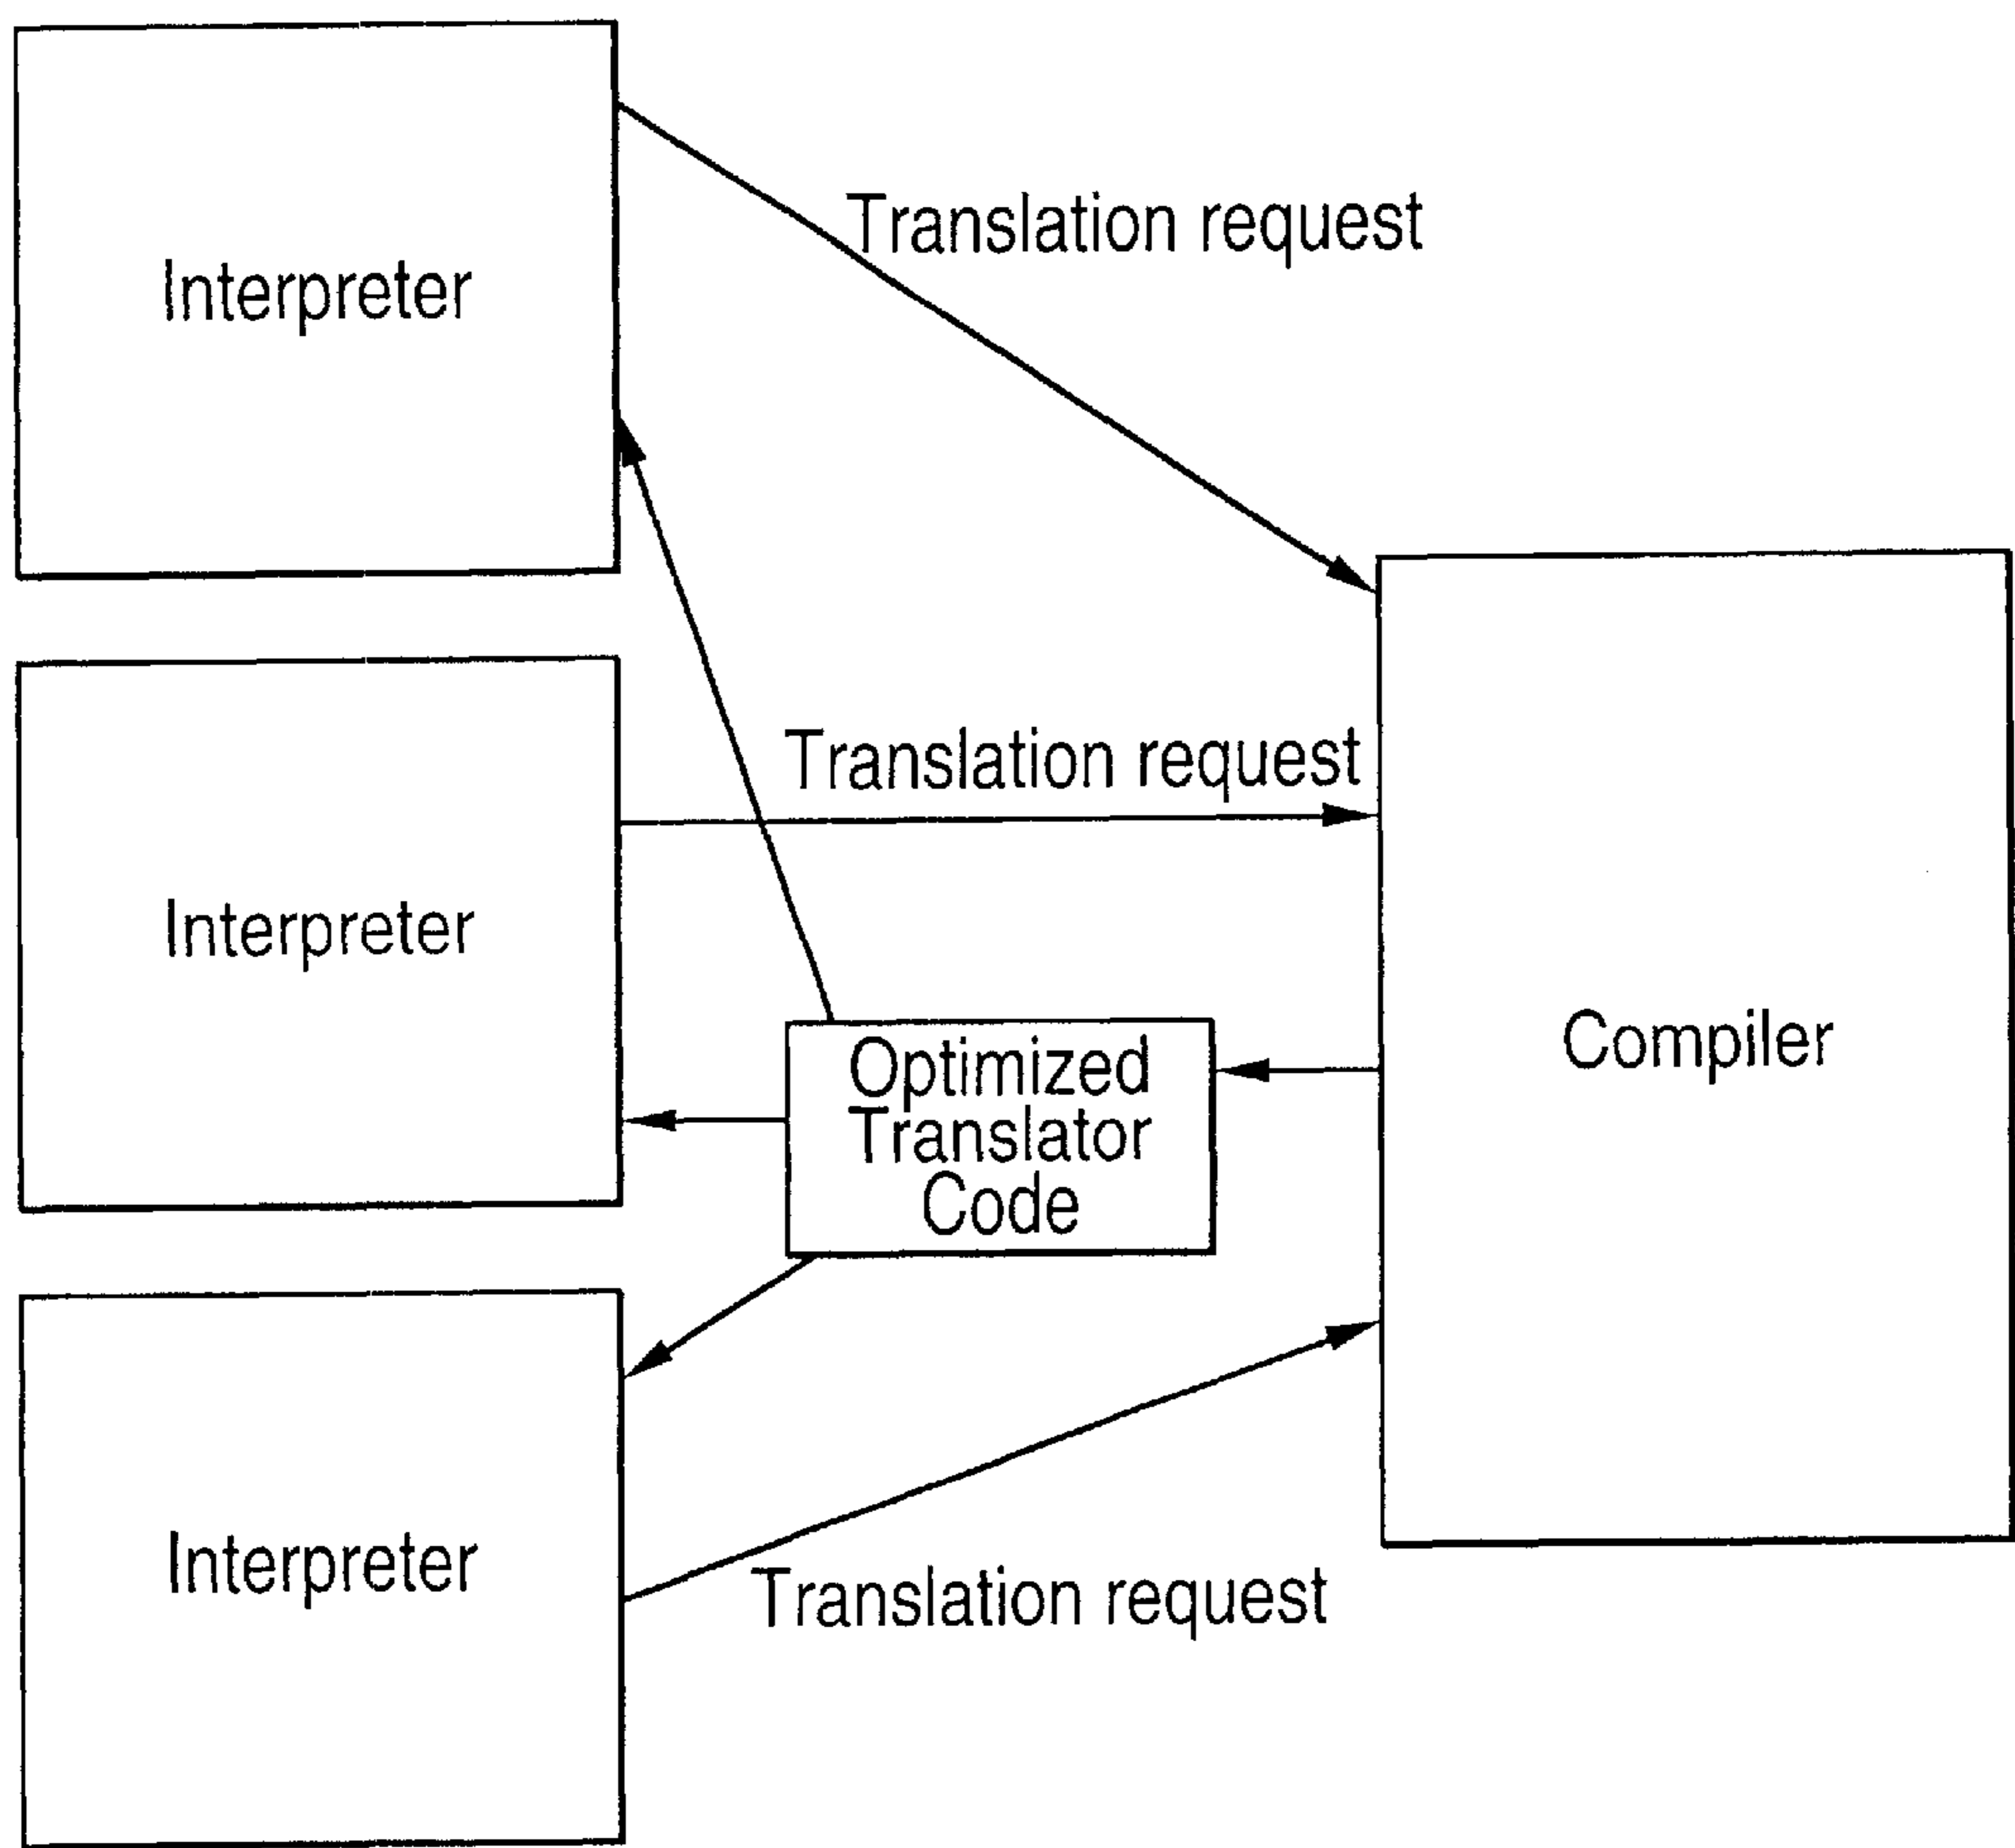 Translation request
Interpreter
Translation request
Interpreter
Optimized
Translator
Code
Compiler
Interpreter
Translation request